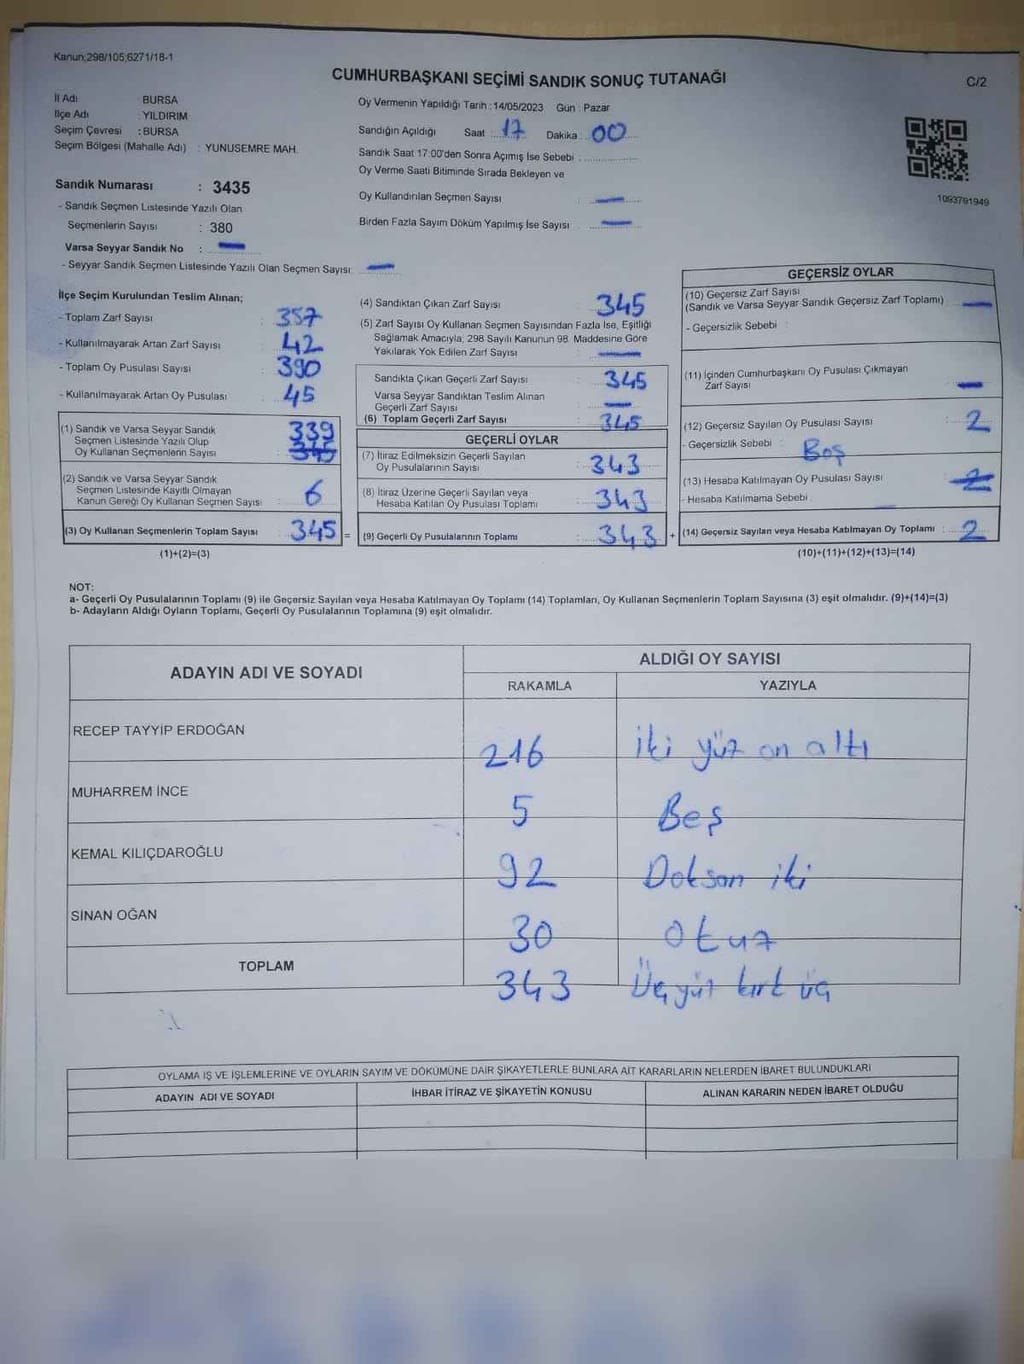 Kanun;298/105;6271/18-1
CUMHURBAŞKANI SEÇİMİ SANDIK SONUÇ TUTANAĞI
C/2
İl Adı : BURSA
İlçe Adı : YILDIRIM
Seçim Çevresi : BURSA
Seçim Bölgesi (Mahalle Adı) : YUNUSEMRE MAH.
Sandık Numarası : 3435
- Sandık Seçmen Listesinde Yazılı Olan
Seçmenlerin Sayısı : 380
Varsa Seyyar Sandık No :
- Seyyar Sandık Seçmen Listesinde Yazılı Olan Seçmen Sayısı:
Oy Vermenin Yapıldığı Tarih : 14/05/2023 Gün : Pazar
Sandığın Açıldığı Saat : 17 Dakika : 00
Sandık Saat 17:00'den Sonra Açımış İse Sebebi :
Oy Verme Saati Bitiminde Sırada Bekleyen ve
Oy Kullandırılan Seçmen Sayısı
Birden Fazla Sayım Döküm Yapılmış İse Sayısı :
1093791949
İlçe Seçim Kurulundan Teslim Alınan;
- Toplam Zarf Sayısı : 357
- Kullanılmayarak Artan Zarf Sayısı : 42
- Toplam Oy Pusulası Sayısı : 390
- Kullanılmayarak Artan Oy Pusulası : 45
(1) Sandık ve Varsa Seyyar Sandık
Seçmen Listesinde Yazılı Olup
Oy Kullanan Seçmenlerin Sayısı 339
345
(2) Sandık ve Varsa Seyyar Sandık
Seçmen Listesinde Kayıtlı Olmayan
Kanun Gereği Oy Kullanan Seçmen Sayısı 6
(3) Oy Kullanan Seçmenlerin Toplam Sayısı 345 =
(1)+(2)=(3)
(4) Sandıktan Çıkan Zarf Sayısı : 345
(5) Zarf Sayısı Oy Kullanan Seçmen Sayısından Fazla İse, Eşitliği
Sağlamak Amacıyla; 298 Sayılı Kanunun 98. Maddesine Göre
Yakılarak Yok Edilen Zarf Sayısı
Sandıkta Çıkan Geçerli Zarf Sayısı : 345
Varsa Seyyar Sandıktan Teslim Alınan
Geçerli Zarf Sayısı
(6) Toplam Geçerli Zarf Sayısı : 345
GEÇERLİ OYLAR
(7) İtiraz Edilmeksizin Geçerli Sayılan
Oy Pusulalarının Sayısı : 343
(8) İtiraz Üzerine Geçerli Sayılan veya
Hesaba Katılan Oy Pusulası Toplamı : 343
(9) Geçerli Oy Pusulalarının Toplamı : 343 +
GEÇERSİZ OYLAR
(10) Geçersiz Zarf Sayısı
(Sandık ve Varsa Seyyar Sandık Geçersiz Zarf Toplamı) :
- Geçersizlik Sebebi :
(11) İçinden Cumhurbaşkanı Oy Pusulası Çıkmayan
Zarf Sayısı
(12) Geçersiz Sayılan Oy Pusulası Sayısı : 2
- Geçersizlik Sebebi : Boş
(13) Hesaba Katılmayan Oy Pusulası Sayısı : 2
- Hesaba Katılmama Sebebi :
(14) Geçersiz Sayılan veya Hesaba Katılmayan Oy Toplamı : 2
(10)+(11)+(12)+(13)=(14)
NOT:
a- Geçerli Oy Pusulalarının Toplamı (9) ile Geçersiz Sayılan veya Hesaba Katılmayan Oy Toplamı (14) Toplamları, Oy Kullanan Seçmenlerin Toplam Sayısına (3) eşit olmalıdır. (9)+(14)=(3)
b- Adayların Aldığı Oyların Toplamı, Geçerli Oy Pusulalarının Toplamına (9) eşit olmalıdır.
ADAYIN ADI VE SOYADI
ALDIĞI OY SAYISI
RAKAMLA YAZIYLA
RECEP TAYYİP ERDOĞAN 216 iki yüz on altı
MUHARREM İNCE 5 Beş
KEMAL KILIÇDAROĞLU 92 Doksan iki
SİNAN OĞAN 30 otuz
TOPLAM 343 Üçyüz kırk üç
OYLAMA İŞ VE İŞLEMLERİNE VE OYLARIN SAYIM VE DÖKÜMÜNE DAİR ŞİKAYETLERLE BUNLARA AİT KARARLARIN NELERDEN İBARET BULUNDUKLARI
ADAYIN ADI VE SOYADI İHBAR İTİRAZ VE ŞİKAYETİN KONUSU ALINAN KARARIN NEDEN İBARET OLDUĞU